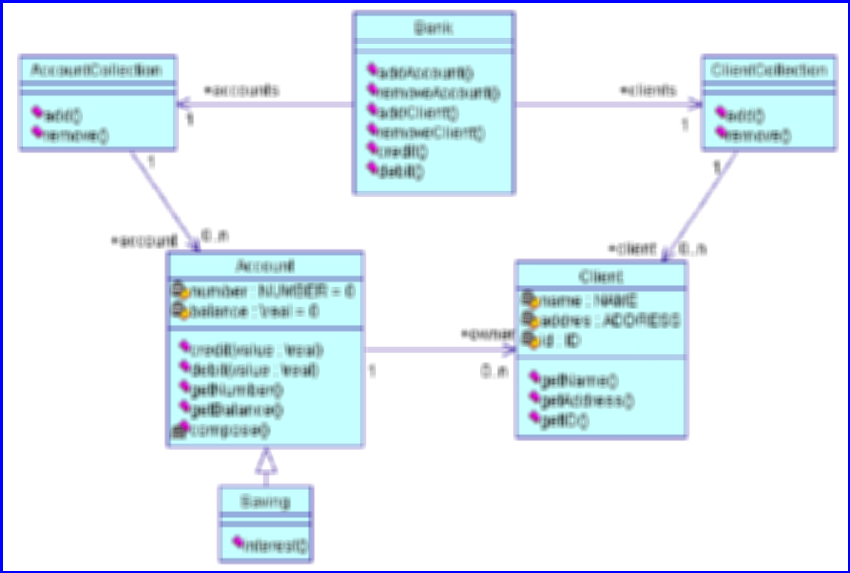 Bank
addAccount()
removeAccount()
addClient()
removeClient()
credit()
debit()
AccountCollection
add()
remove()
ClientCollection
add()
remove()
+accounts
1
+clients
1
1
+account
0..n
1
+client
0..n
Account
number : NUMBER = 0
balance : \real = 0
credit(value : \real)
debit(value : \real)
getNumber()
getBalance()
compose()
+owner
1
0..n
Client
name : NAME
addres : ADDRESS
id : ID
getName()
getAddress()
getID()
Saving
interest()